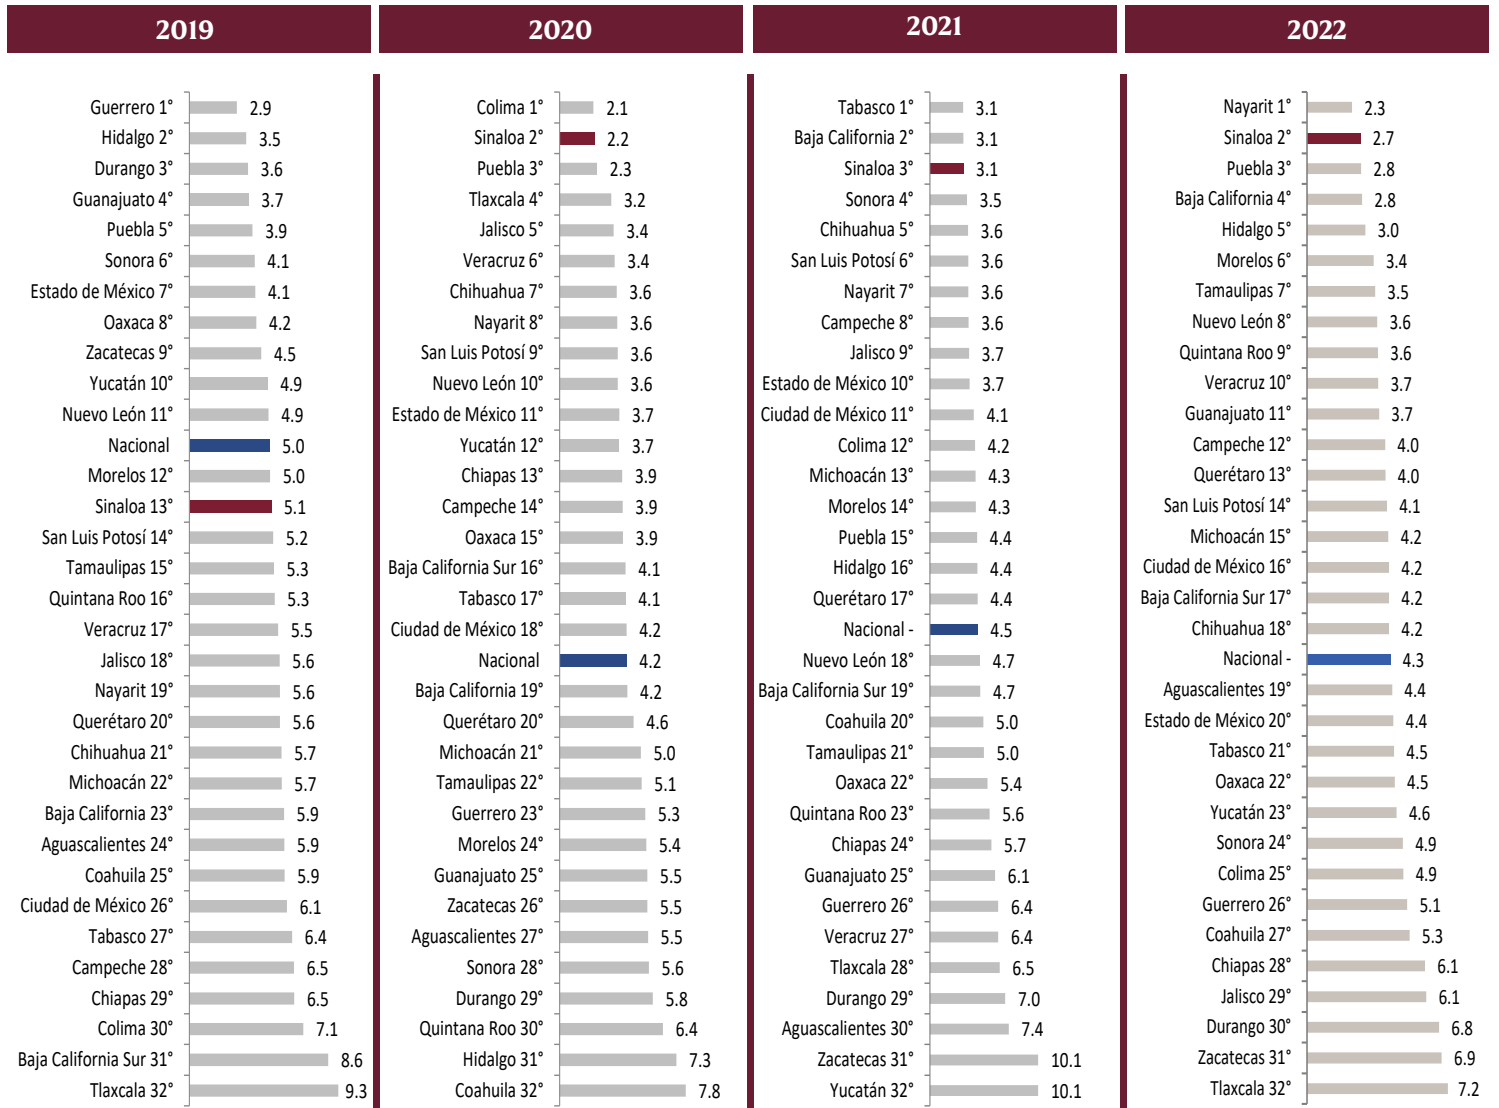 2019
Guerrero 1° 2.9
Hidalgo 2° 3.5
Durango 3° 3.6
Guanajuato 4° 3.7
Puebla 5° 3.9
Sonora 6° 4.1
Estado de México 7° 4.1
Oaxaca 8° 4.2
Zacatecas 9° 4.5
Yucatán 10° 4.9
Nuevo León 11° 4.9
Nacional 5.0
Morelos 12° 5.0
Sinaloa 13° 5.1
San Luis Potosí 14° 5.2
Tamaulipas 15° 5.3
Quintana Roo 16° 5.3
Veracruz 17° 5.5
Jalisco 18° 5.6
Nayarit 19° 5.6
Querétaro 20° 5.6
Chihuahua 21° 5.7
Michoacán 22° 5.7
Baja California 23° 5.9
Aguascalientes 24° 5.9
Coahuila 25° 5.9
Ciudad de México 26° 6.1
Tabasco 27° 6.4
Campeche 28° 6.5
Chiapas 29° 6.5
Colima 30° 7.1
Baja California Sur 31° 8.6
Tlaxcala 32° 9.3
2020
Colima 1° 2.1
Sinaloa 2° 2.2
Puebla 3° 2.3
Tlaxcala 4° 3.2
Jalisco 5° 3.4
Veracruz 6° 3.4
Chihuahua 7° 3.6
Nayarit 8° 3.6
San Luis Potosí 9° 3.6
Nuevo León 10° 3.6
Estado de México 11° 3.7
Yucatán 12° 3.7
Chiapas 13° 3.9
Campeche 14° 3.9
Oaxaca 15° 3.9
Baja California Sur 16° 4.1
Tabasco 17° 4.1
Ciudad de México 18° 4.2
Nacional 4.2
Baja California 19° 4.2
Querétaro 20° 4.6
Michoacán 21° 5.0
Tamaulipas 22° 5.1
Guerrero 23° 5.3
Morelos 24° 5.4
Guanajuato 25° 5.5
Zacatecas 26° 5.5
Aguascalientes 27° 5.5
Sonora 28° 5.6
Durango 29° 5.8
Quintana Roo 30° 6.4
Hidalgo 31° 7.3
Coahuila 32° 7.8
2021
Tabasco 1° 3.1
Baja California 2° 3.1
Sinaloa 3° 3.1
Sonora 4° 3.5
Chihuahua 5° 3.6
San Luis Potosí 6° 3.6
Nayarit 7° 3.6
Campeche 8° 3.6
Jalisco 9° 3.7
Estado de México 10° 3.7
Ciudad de México 11° 4.1
Colima 12° 4.2
Michoacán 13° 4.3
Morelos 14° 4.3
Puebla 15° 4.4
Hidalgo 16° 4.4
Querétaro 17° 4.4
Nacional - 4.5
Nuevo León 18° 4.7
Baja California Sur 19° 4.7
Coahuila 20° 5.0
Tamaulipas 21° 5.0
Oaxaca 22° 5.4
Quintana Roo 23° 5.6
Chiapas 24° 5.7
Guanajuato 25° 6.1
Guerrero 26° 6.4
Veracruz 27° 6.4
Tlaxcala 28° 6.5
Durango 29° 7.0
Aguascalientes 30° 7.4
Zacatecas 31° 10.1
Yucatán 32° 10.1
2022
Nayarit 1° 2.3
Sinaloa 2° 2.7
Puebla 3° 2.8
Baja California 4° 2.8
Hidalgo 5° 3.0
Morelos 6° 3.4
Tamaulipas 7° 3.5
Nuevo León 8° 3.6
Quintana Roo 9° 3.6
Veracruz 10° 3.7
Guanajuato 11° 3.7
Campeche 12° 4.0
Querétaro 13° 4.0
San Luis Potosí 14° 4.1
Michoacán 15° 4.2
Ciudad de México 16° 4.2
Baja California Sur 17° 4.2
Chihuahua 18° 4.2
Nacional - 4.3
Aguascalientes 19° 4.4
Estado de México 20° 4.4
Tabasco 21° 4.5
Oaxaca 22° 4.5
Yucatán 23° 4.6
Sonora 24° 4.9
Colima 25° 4.9
Guerrero 26° 5.1
Coahuila 27° 5.3
Chiapas 28° 6.1
Jalisco 29° 6.1
Durango 30° 6.8
Zacatecas 31° 6.9
Tlaxcala 32° 7.2